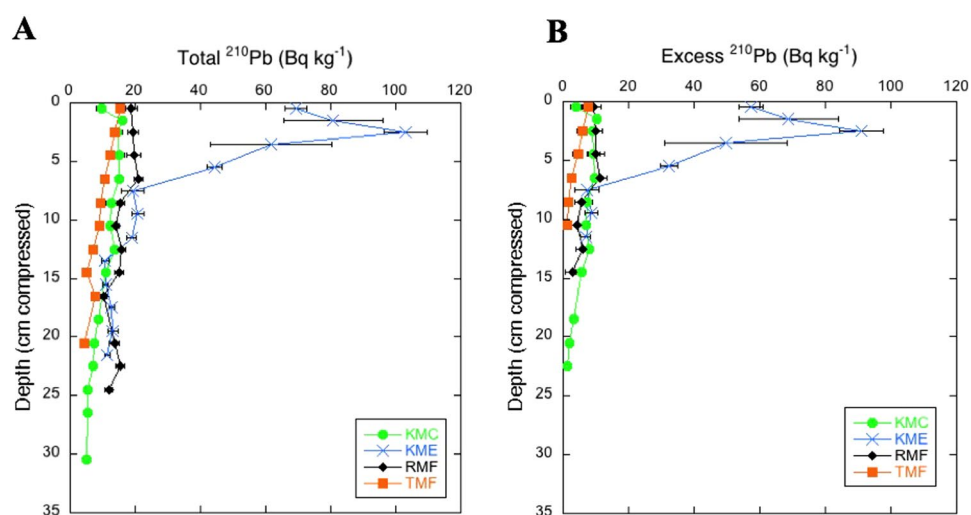 A
Total ²¹⁰Pb (Bq kg⁻¹)
0 20 40 60 80 100 120
0
5
10
15
20
25
30
35
Depth (cm compressed)
KMC
KME
RMF
TMF
B
Excess ²¹⁰Pb (Bq kg⁻¹)
0 20 40 60 80 100 120
0
5
10
15
20
25
30
35
Depth (cm compressed)
KMC
KME
RMF
TMF